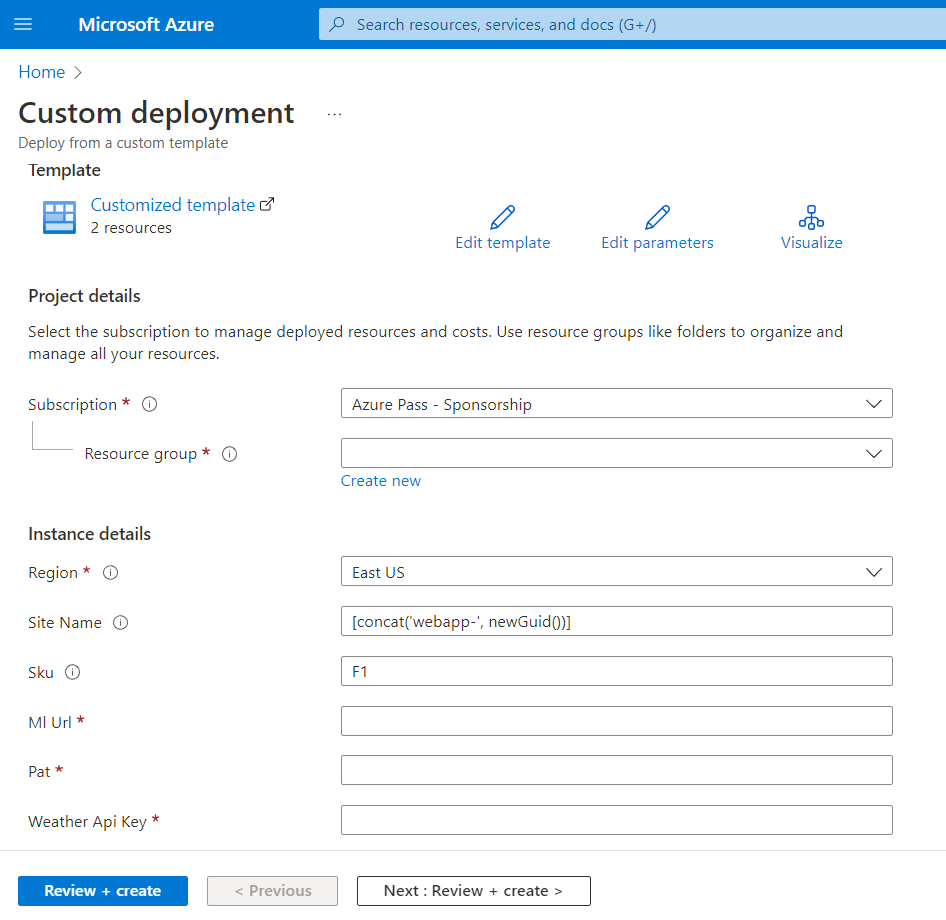 Microsoft Azure
Search resources, services, and docs (G+/)
Home >
Custom deployment ...
Deploy from a custom template
Template
Customized template
2 resources
Edit template
Edit parameters
Visualize
Project details
Select the subscription to manage deployed resources and costs. Use resource groups like folders to organize and
manage all your resources.
Subscription *
Azure Pass - Sponsorship
Resource group *
Create new
Instance details
Region *
East US
Site Name
[concat('webapp-', newGuid())]
Sku
F1
Ml Url *
Pat *
Weather Api Key *
Review + create
< Previous
Next : Review + create >